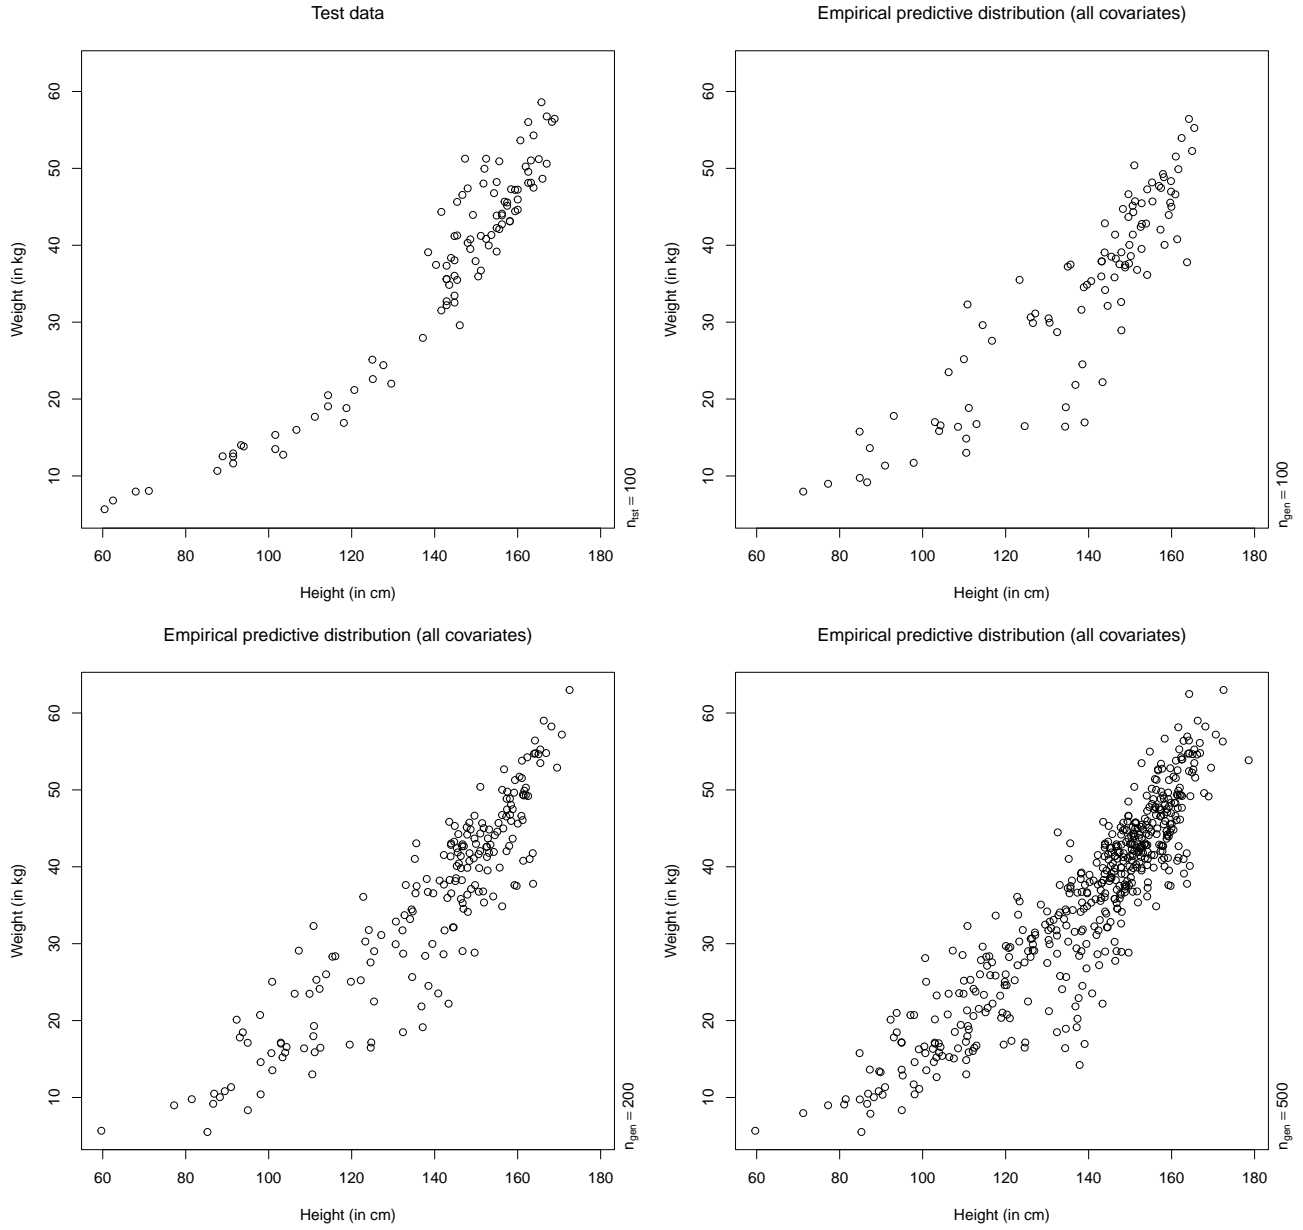 Test data
Weight (in kg)
60
50
40
30
20
10
60 80 100 120 140 160 180
Height (in cm)
n_tst = 100
Empirical predictive distribution (all covariates)
Weight (in kg)
60
50
40
30
20
10
60 80 100 120 140 160 180
Height (in cm)
n_gen = 100
Empirical predictive distribution (all covariates)
Weight (in kg)
60
50
40
30
20
10
60 80 100 120 140 160 180
Height (in cm)
n_gen = 200
Empirical predictive distribution (all covariates)
Weight (in kg)
60
50
40
30
20
10
60 80 100 120 140 160 180
Height (in cm)
n_gen = 500